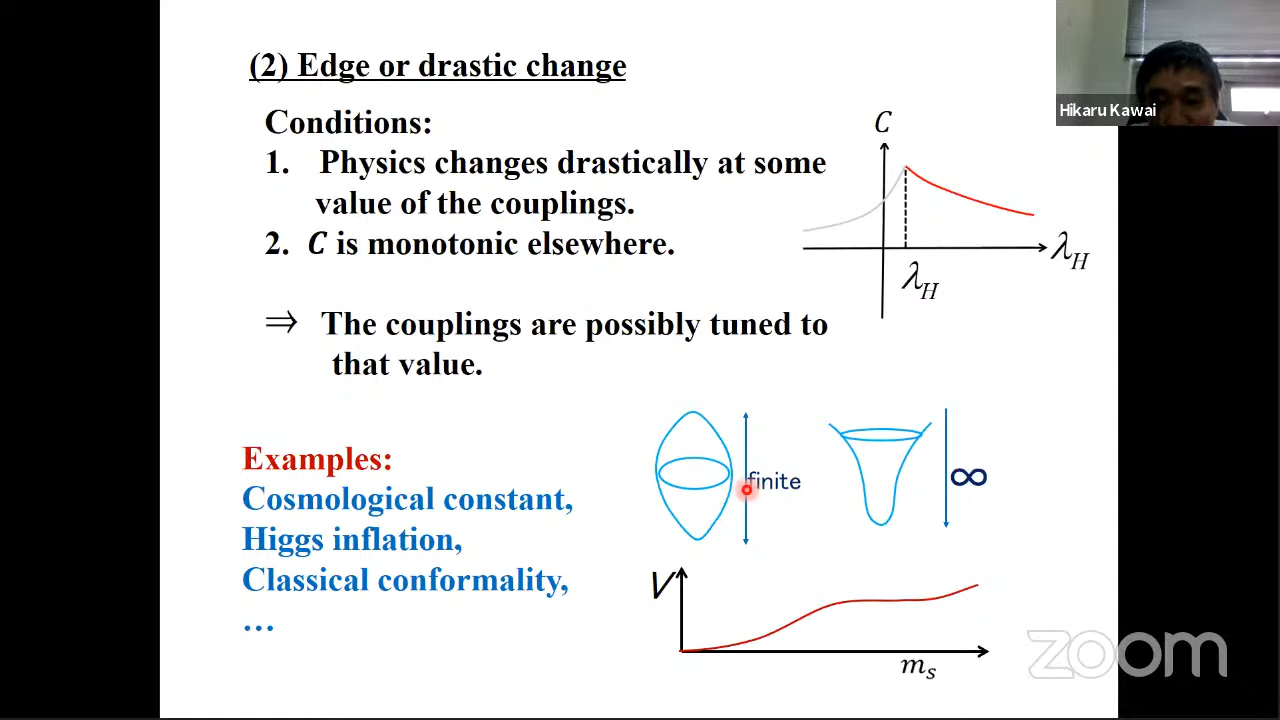 (2) Edge or drastic change
Hikaru Kawai
Conditions:
1. Physics changes drastically at some
value of the couplings.
2. C is monotonic elsewhere.
C
λH
λH
⇒ The couplings are possibly tuned to
that value.
finite
∞
Examples:
Cosmological constant,
Higgs inflation,
Classical conformality,
…
V
ms
zoom